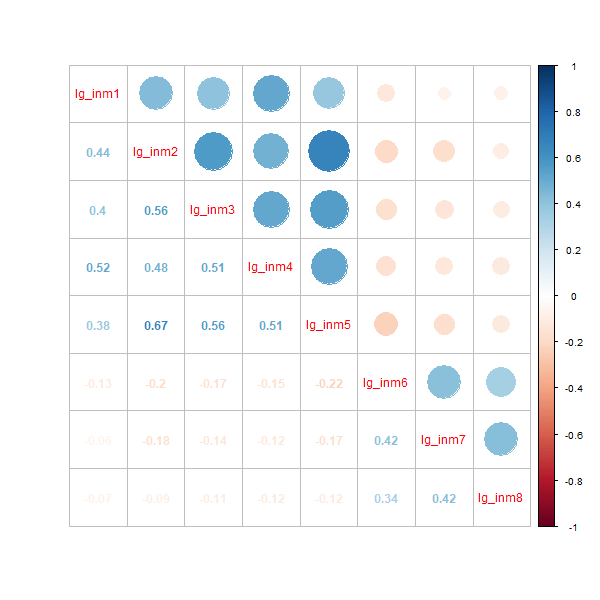 lg_inm1
0.44 lg_inm2
0.4 0.56 lg_inm3
0.52 0.48 0.51 lg_inm4
0.38 0.67 0.56 0.51 lg_inm5
-0.13 -0.2 -0.17 -0.15 -0.22 lg_inm6
-0.06 -0.18 -0.14 -0.12 -0.17 0.42 lg_inm7
-0.07 -0.09 -0.11 -0.12 -0.12 0.34 0.42 lg_inm8
1
0.8
0.6
0.4
0.2
0
-0.2
-0.4
-0.6
-0.8
-1